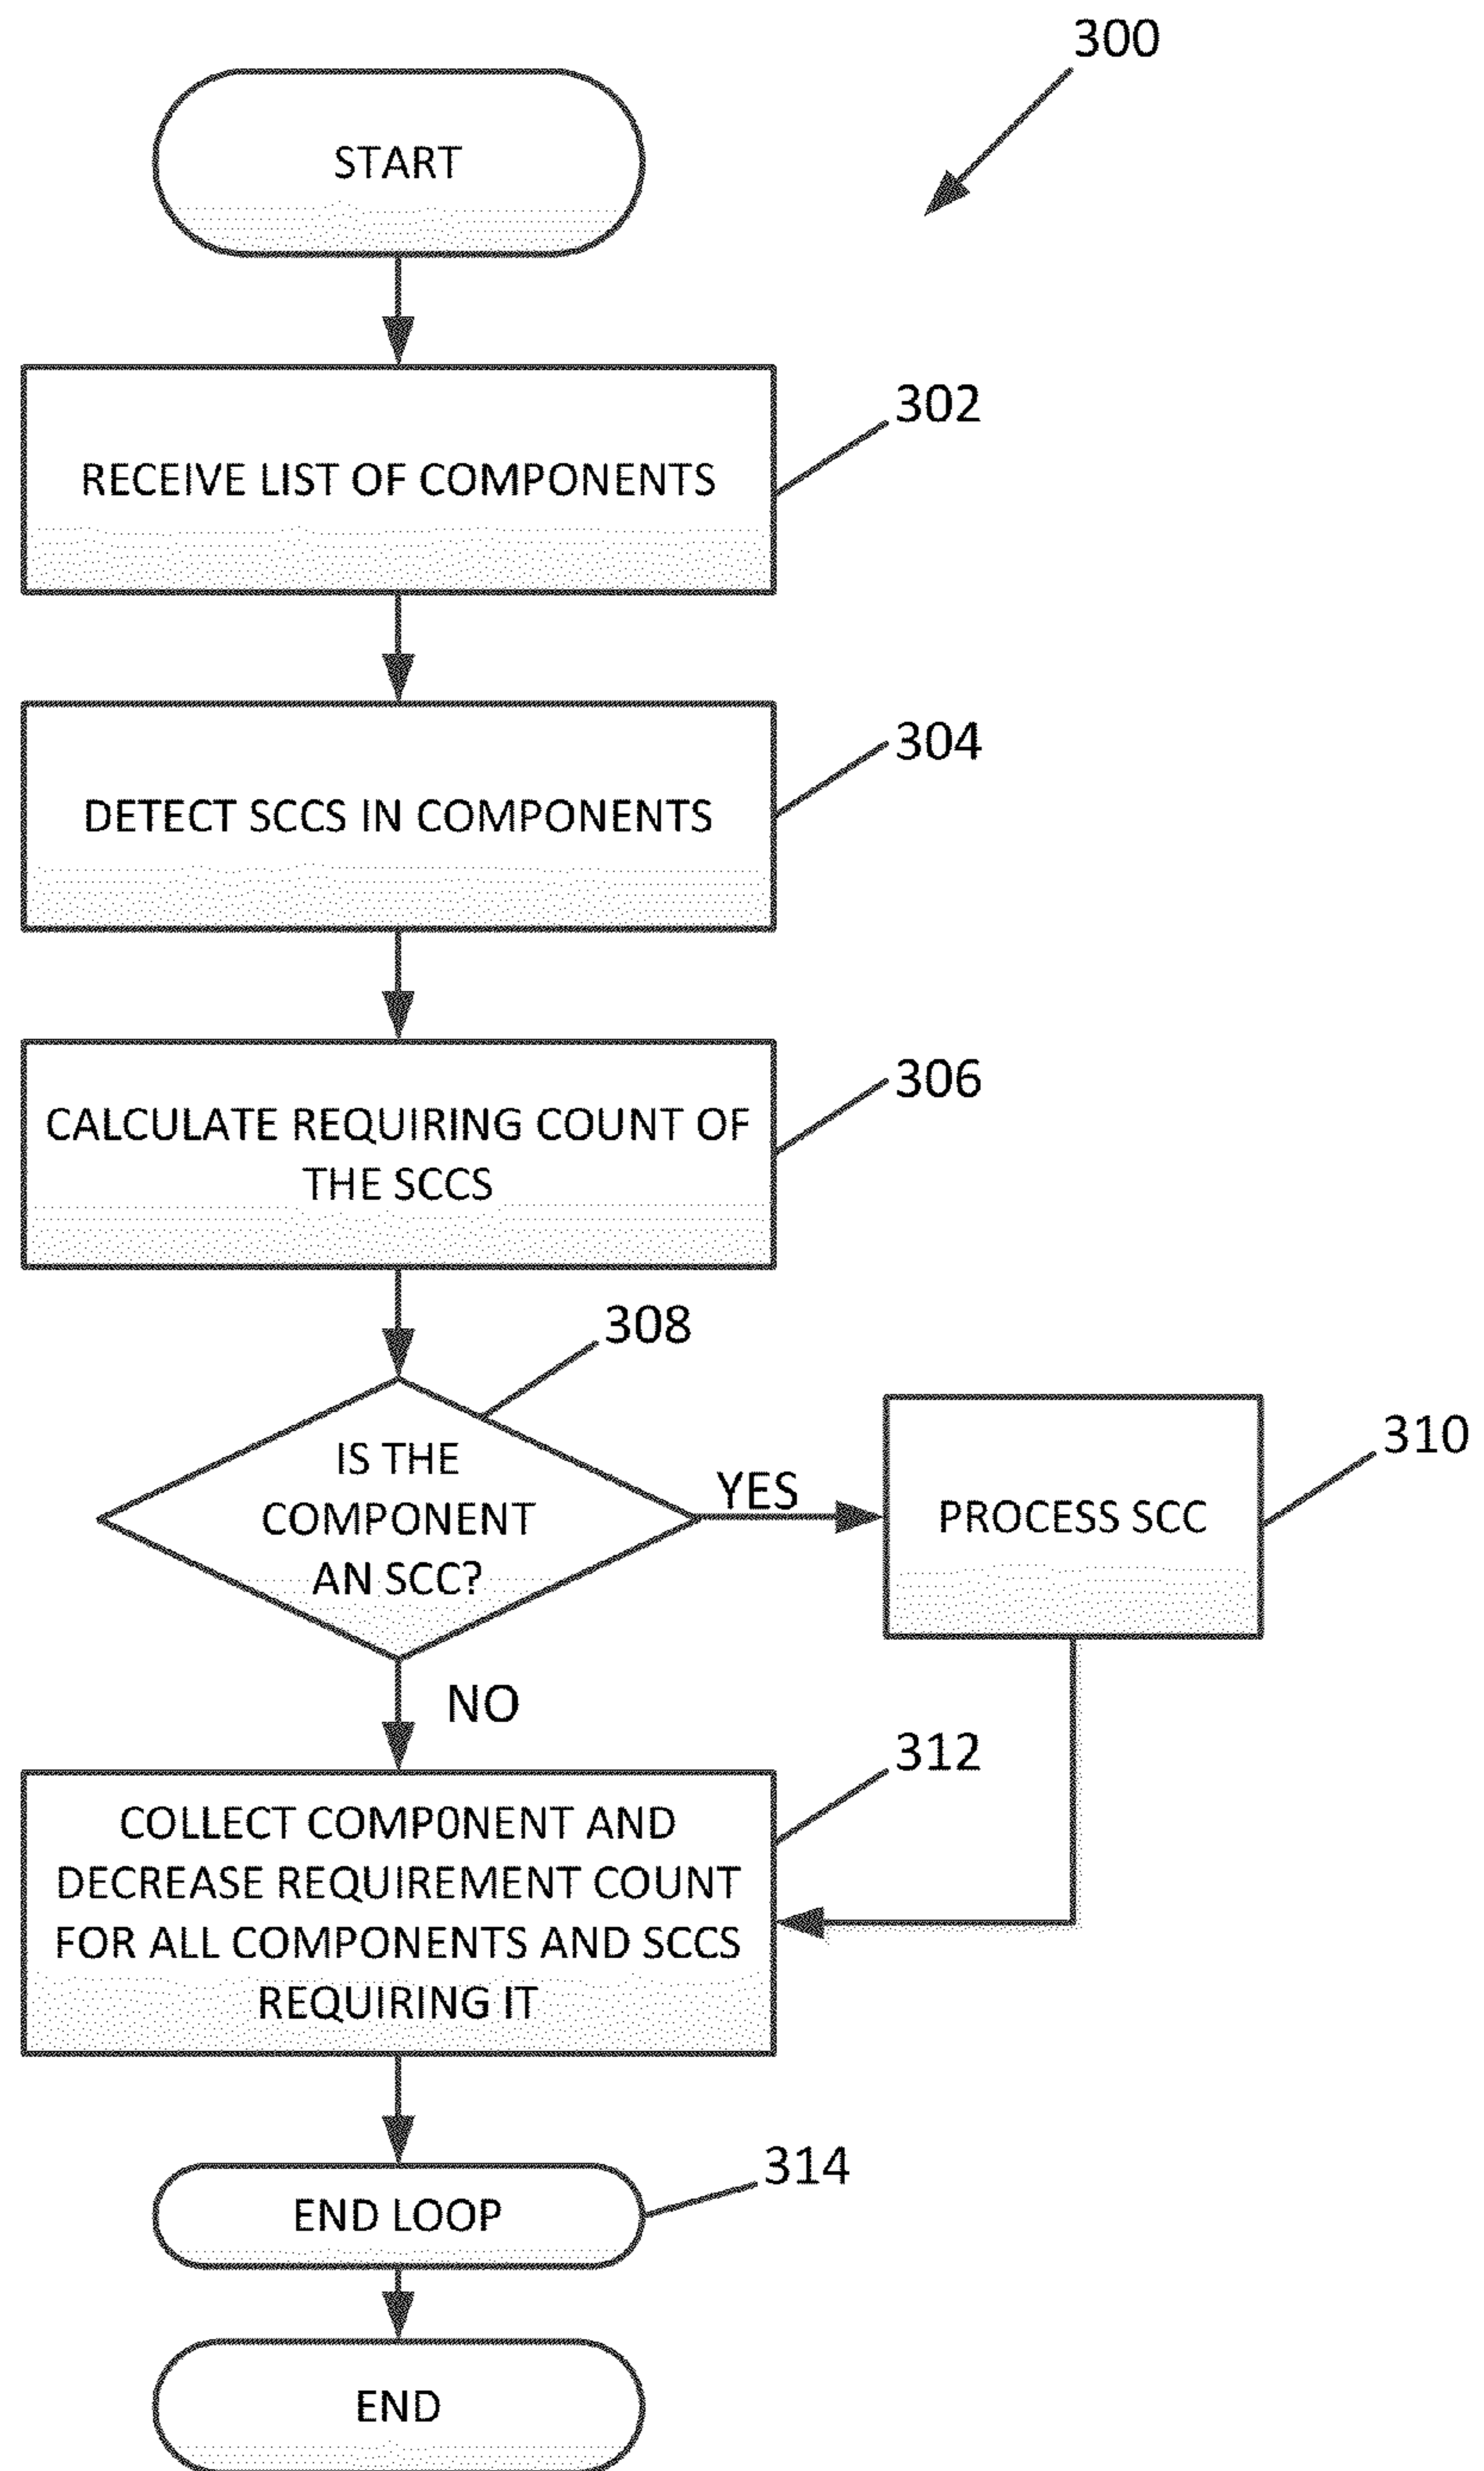 300
START
302
RECEIVE LIST OF COMPONENTS
304
DETECT SCCS IN COMPONENTS
306
CALCULATE REQUIRING COUNT OF
THE SCCS
308
IS THE
COMPONENT
AN SCC?
YES
310
PROCESS SCC
NO
312
COLLECT COMP0NENT AND
DECREASE REQUIREMENT COUNT
FOR ALL COMPONENTS AND SCCS
REQUIRING IT
314
END LOOP
END